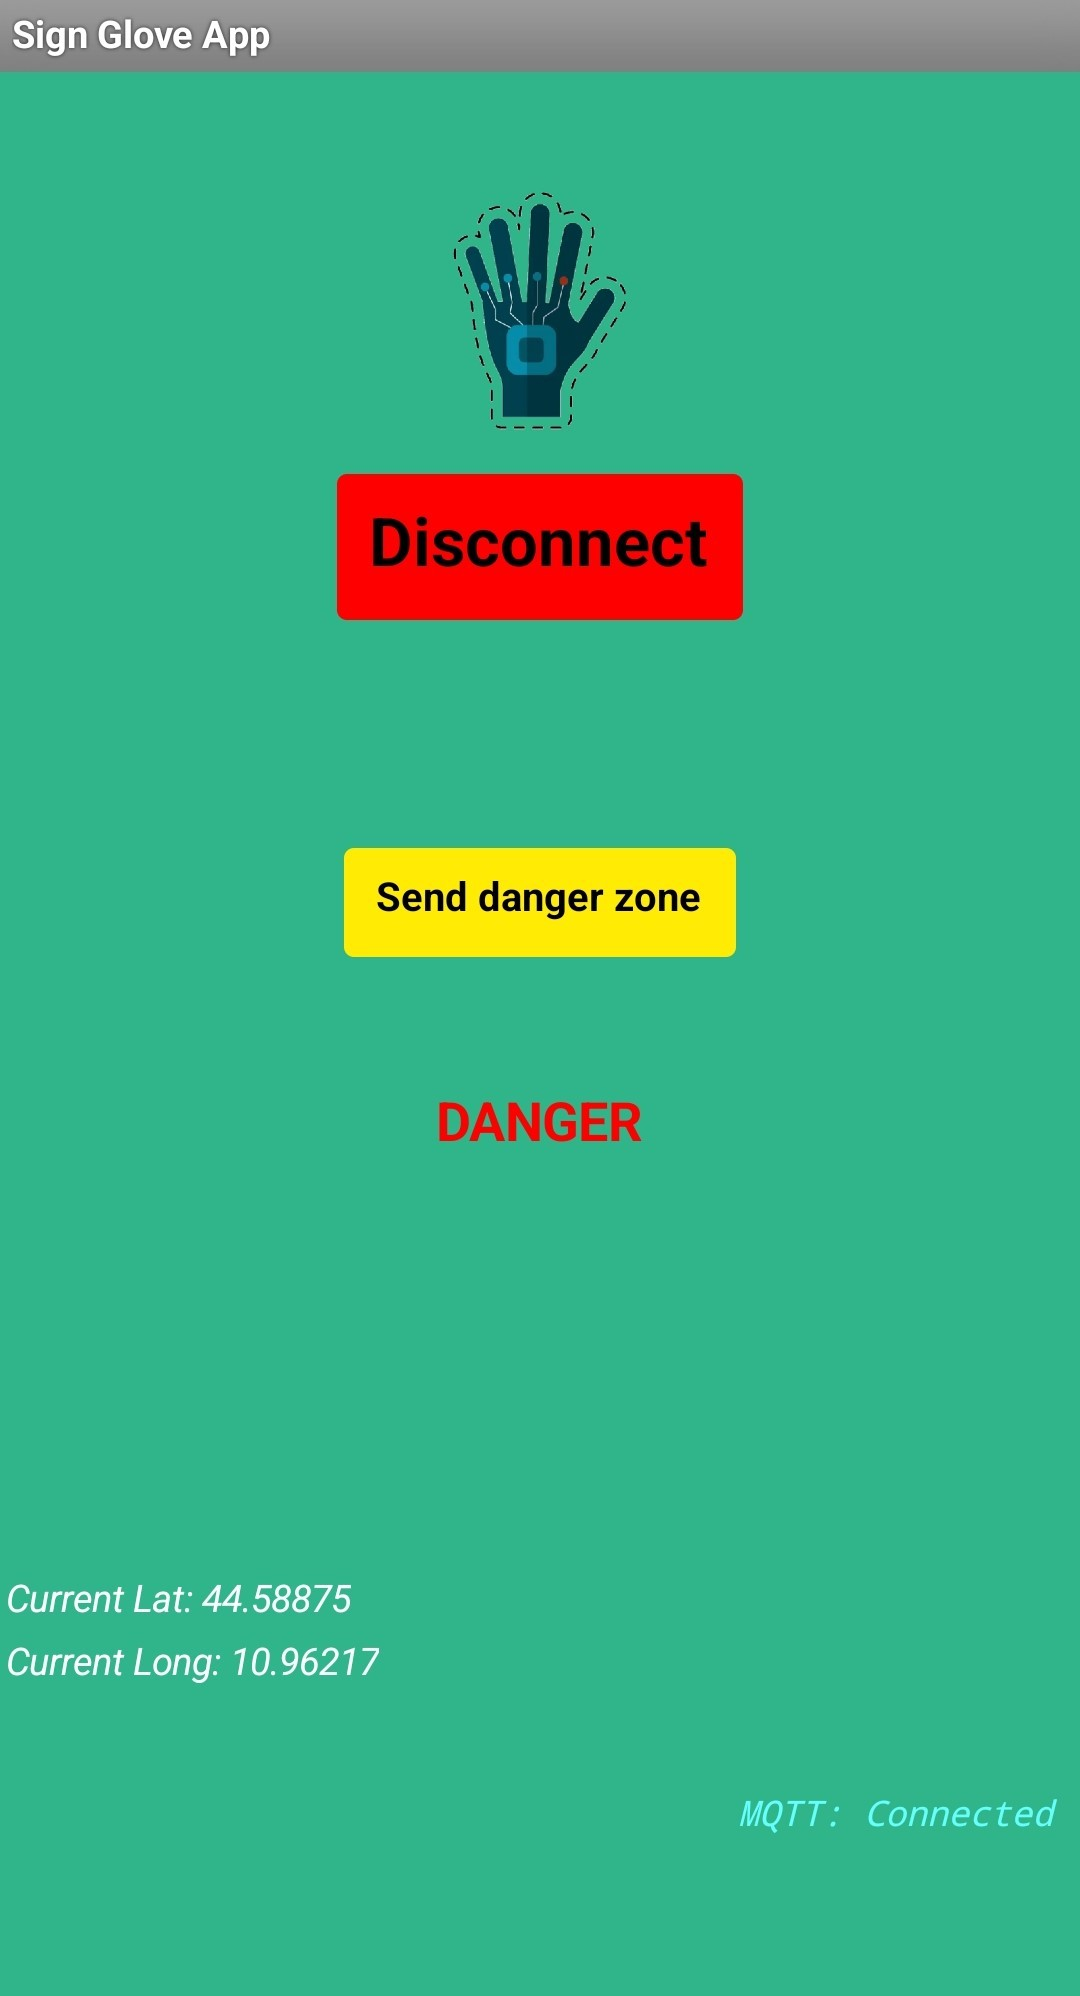 Sign Glove App
Disconnect
Send danger zone
DANGER
Current Lat: 44.58875
Current Long: 10.96217
MQTT: Connected